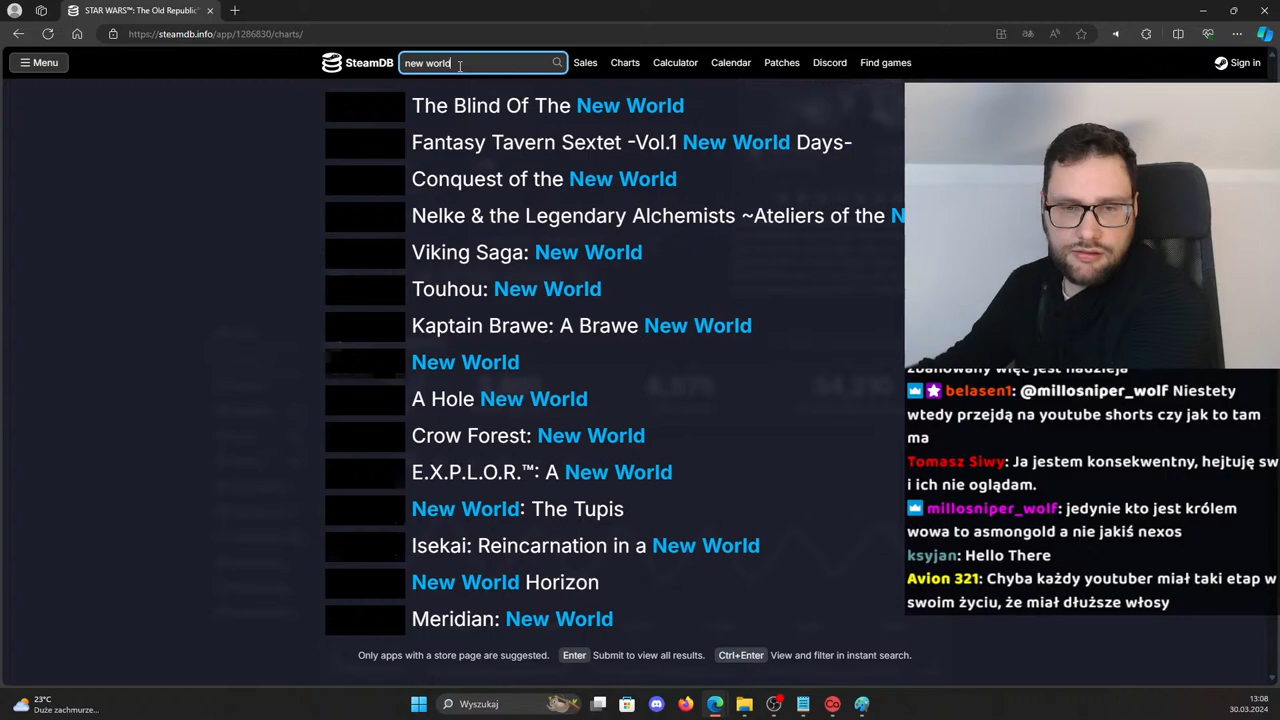 STAR WARS™: The Old Republic
https://steamdb.info/app/1286830/charts/
Menu
SteamDB
new world
Sales
Charts
Calculator
Calendar
Patches
Discord
Find games
Sign in
The Blind Of The New World
Fantasy Tavern Sextet -Vol.1 New World Days-
Conquest of the New World
Nelke & the Legendary Alchemists ~Ateliers of the N
Viking Saga: New World
Touhou: New World
Kaptain Brawe: A Brawe New World
New World
A Hole New World
Crow Forest: New World
E.X.P.L.O.R.™: A New World
New World: The Tupis
Isekai: Reincarnation in a New World
New World Horizon
Meridian: New World
Only apps with a store page are suggested. Enter Submit to view all results. Ctrl+Enter View and filter in instant search.
zbanowany więc jest nadzieja
belasen1: @millosniper_wolf Niestety
wtedy przejdą na youtube shorts czy jak to tam
ma
Tomasz Siwy: Ja jestem konsekwentny, hejtuję sw
i ich nie oglądam.
millosniper_wolf: jedynie kto jest królem
wowa to asmongold a nie jakiś nexos
ksyjan: Hello There
Avion 321: Chyba każdy youtuber miał taki etap w
swoim życiu, że miał dłuższe włosy
23°C
Duże zachmurze...
Wyszukaj
13:08
30.03.2024